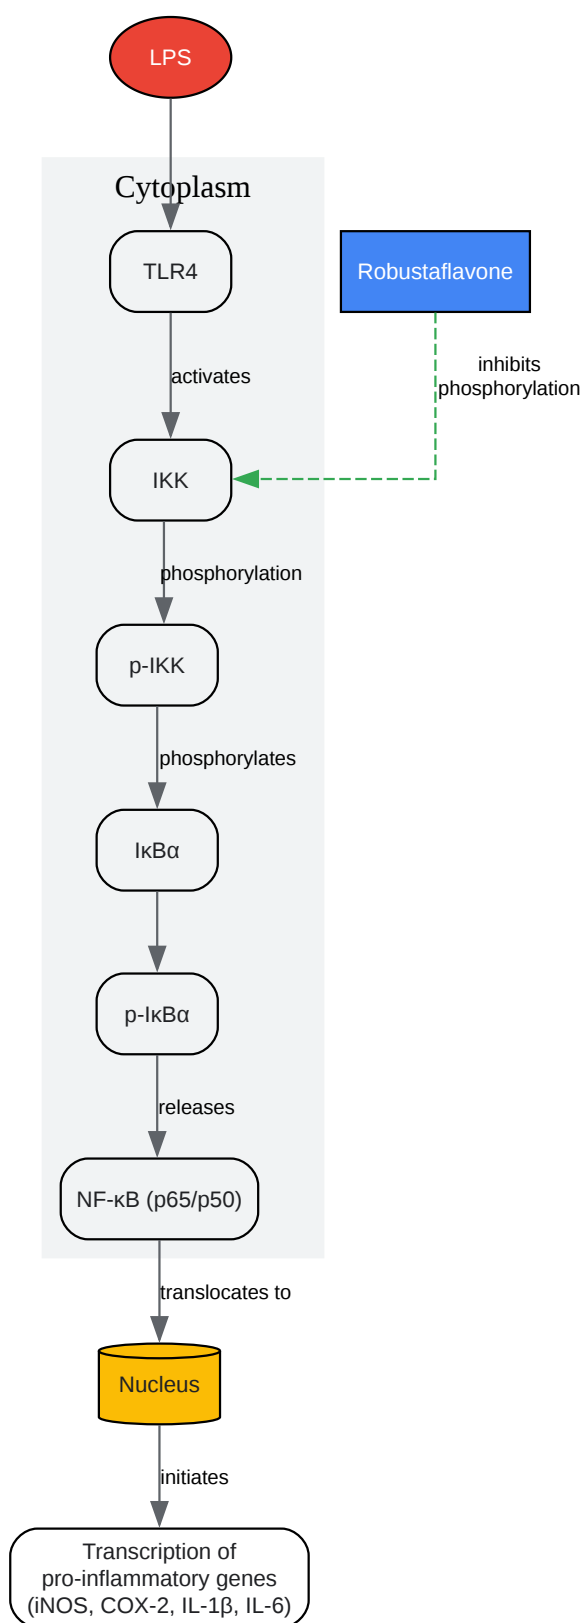 LPS
Cytoplasm
TLR4
Robustaflavone
activates
inhibits
phosphorylation
IKK
phosphorylation
p-IKK
phosphorylates
IκBα
p-IκBα
releases
NF-κB (p65/p50)
translocates to
Nucleus
initiates
Transcription of
pro-inflammatory genes
(iNOS, COX-2, IL-1β, IL-6)